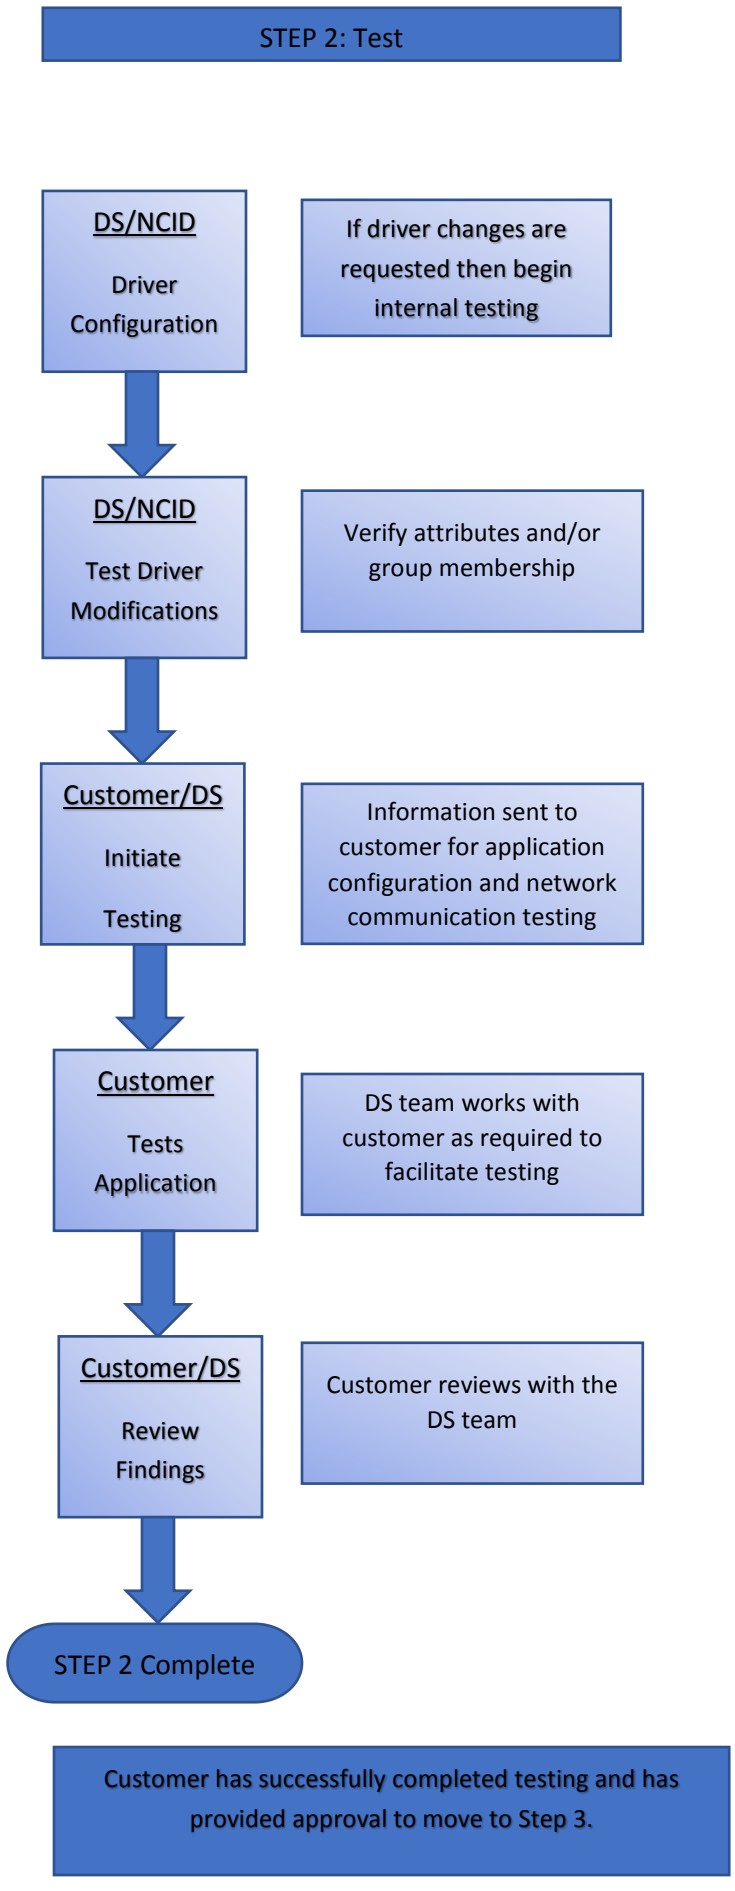 STEP 2: Test
DS/NCID
Driver
Configuration
If driver changes are
requested then begin
internal testing
DS/NCID
Test Driver
Modifications
Verify attributes and/or
group membership
Customer/DS
Initiate
Testing
Information sent to
customer for application
configuration and network
communication testing
Customer
Tests
Application
DS team works with
customer as required to
facilitate testing
Customer/DS
Review
Findings
Customer reviews with the
DS team
STEP 2 Complete
Customer has successfully completed testing and has
provided approval to move to Step 3.